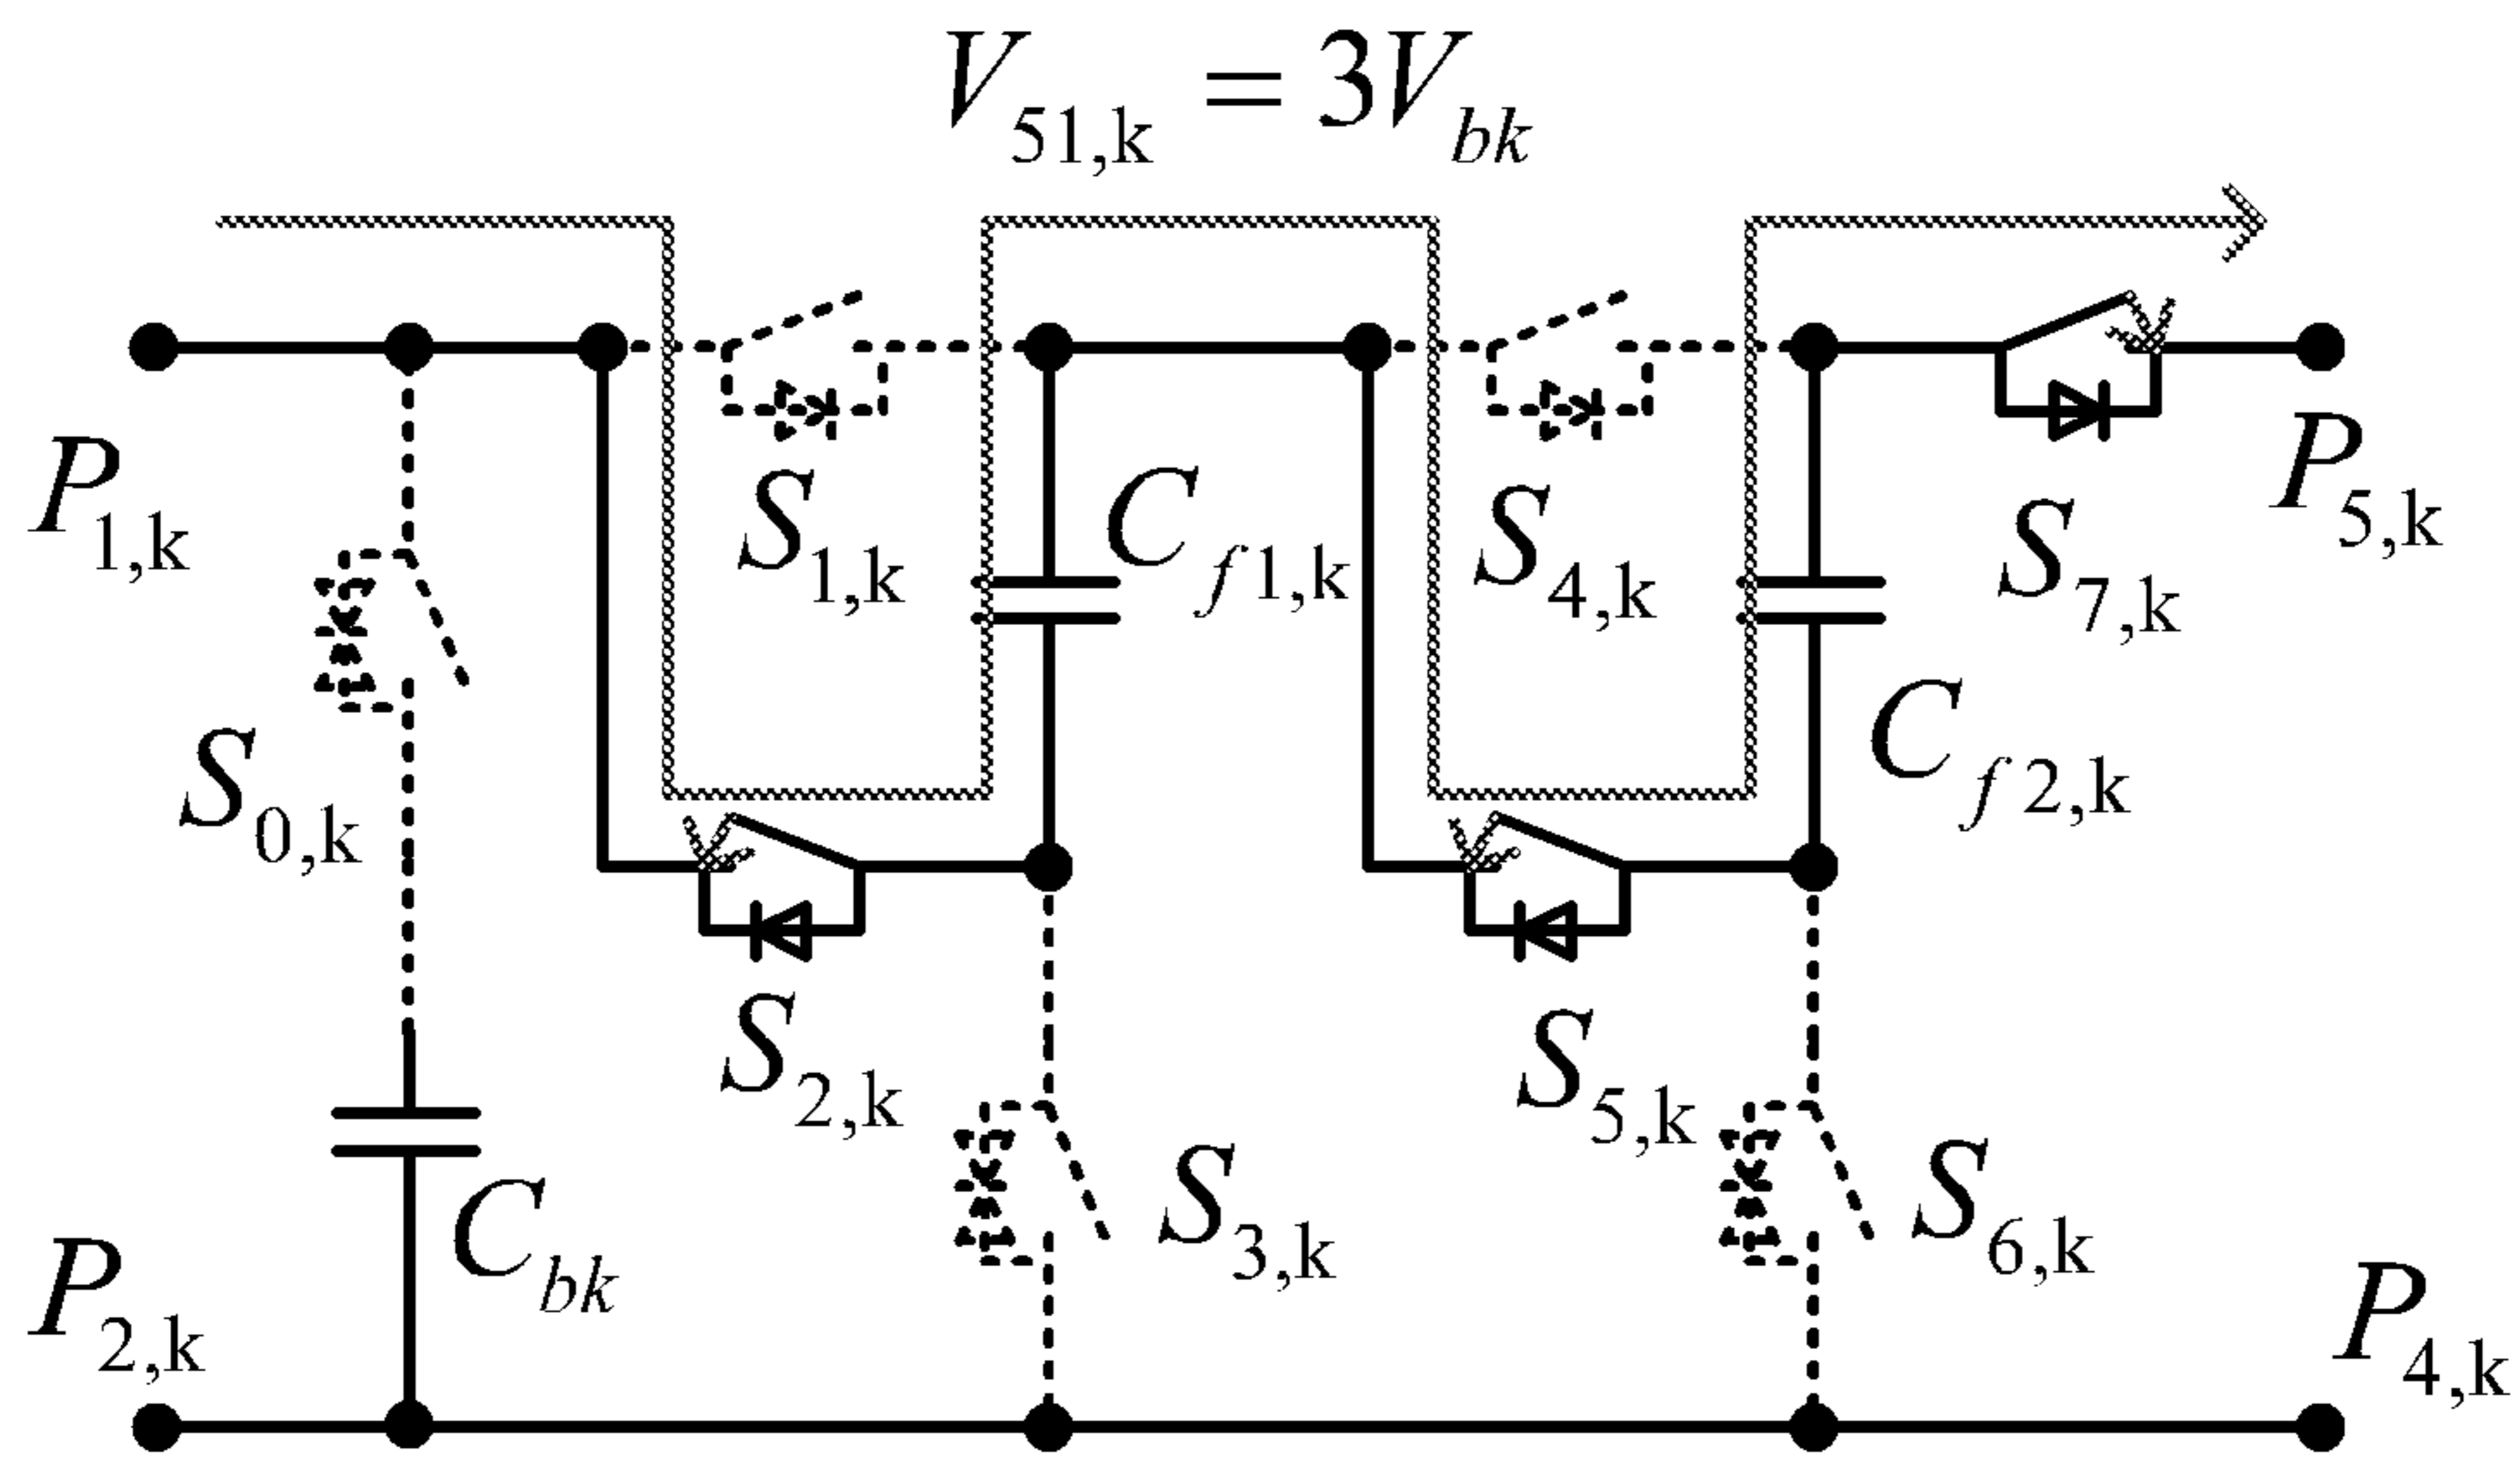 V51,k = 3Vbk
P1,k
S1,k
Cf1,k
S4,k
S7,k
P5,k
S0,k
Cf2,k
S2,k
S5,k
Cbk
S3,k
S6,k
P2,k
P4,k